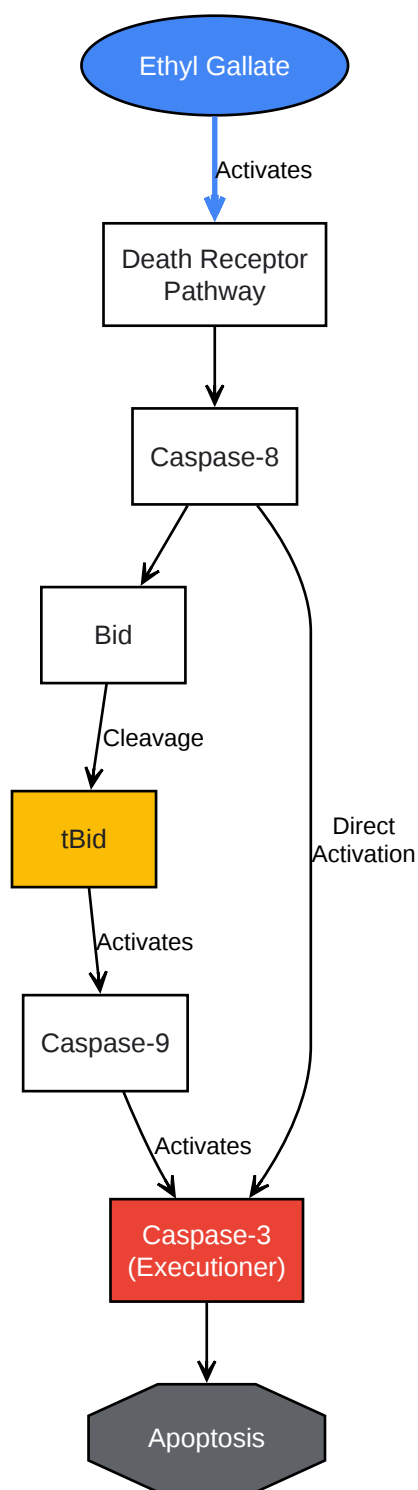 Ethyl Gallate
Activates
Death Receptor
Pathway
Caspase-8
Bid
Cleavage
tBid
Direct
Activation
Activates
Caspase-9
Activates
Caspase-3
(Executioner)
Apoptosis